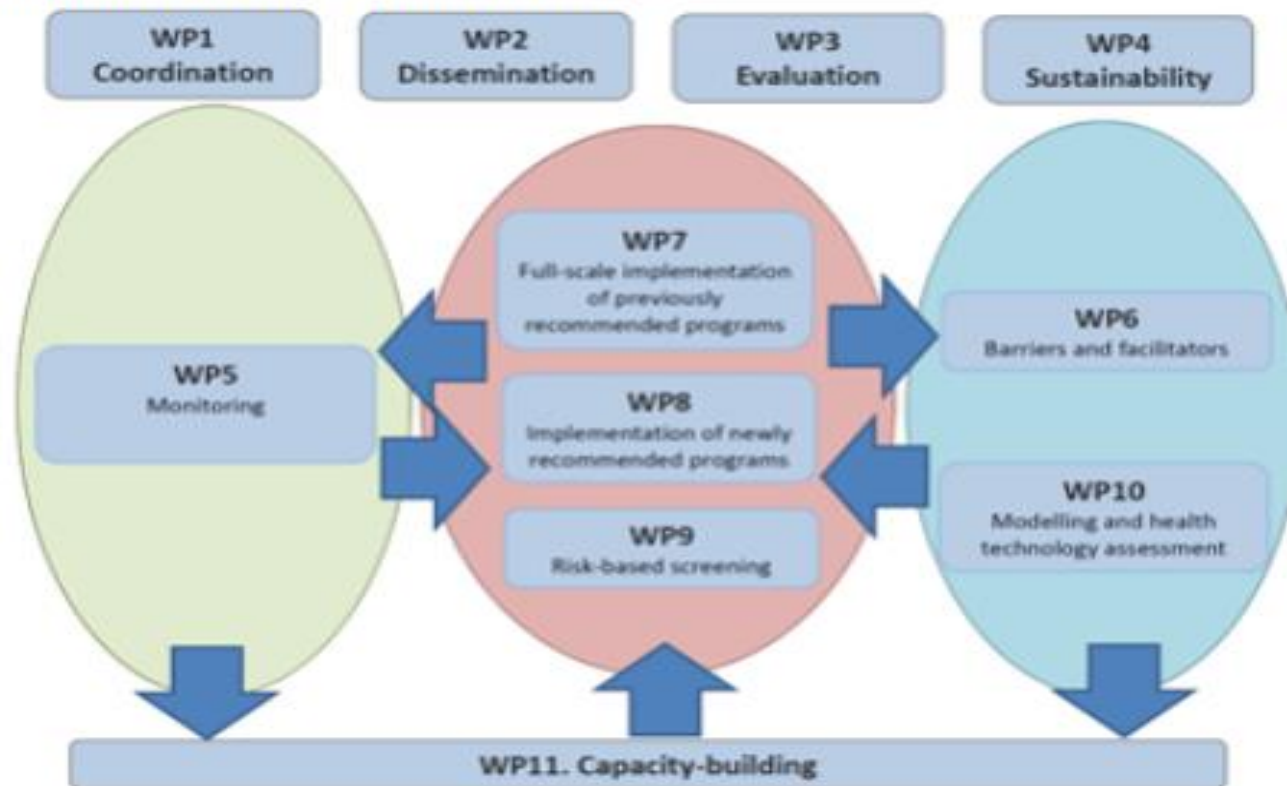 WP1
Coordination
WP2
Dissemination
WP3
Evaluation
WP4
Sustainability
WP7
Full-scale implementation
of previously
recommended programs
WP6
Barriers and facilitators
WP5
Monitoring
WP8
Implementation of newly
recommended programs
WP10
Modelling and health
technology assessment
WP9
Risk-based screening
WP11. Capacity-building